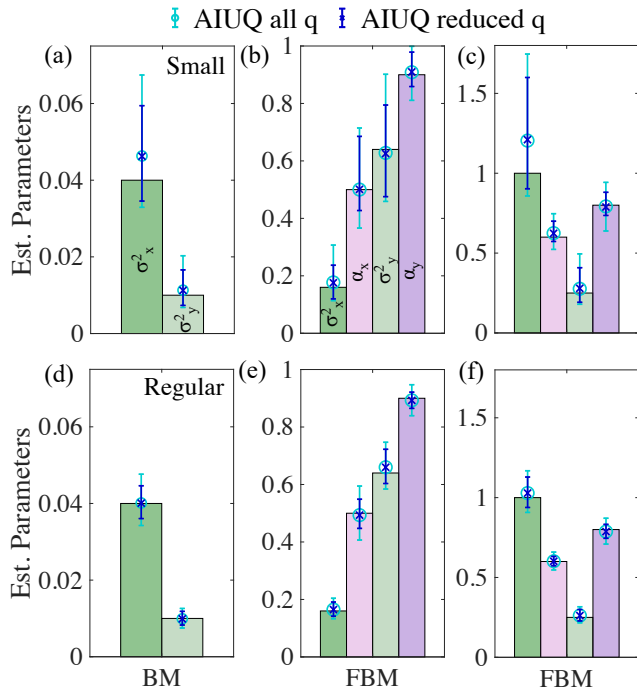 AIUQ all q AIUQ reduced q
(a) Small
(b)
(c)
Est. Parameters
0.06
0.04
0.02
0
σ²ₓ
σ²y
1
0.8
0.6
0.4
0.2
0
σ²ₓ
αₓ
σ²y
αy
1.5
1
0.5
0
(d) Regular
(e)
(f)
Est. Parameters
0.06
0.04
0.02
0
BM
1
0.8
0.6
0.4
0.2
0
FBM
1.5
1
0.5
0
FBM